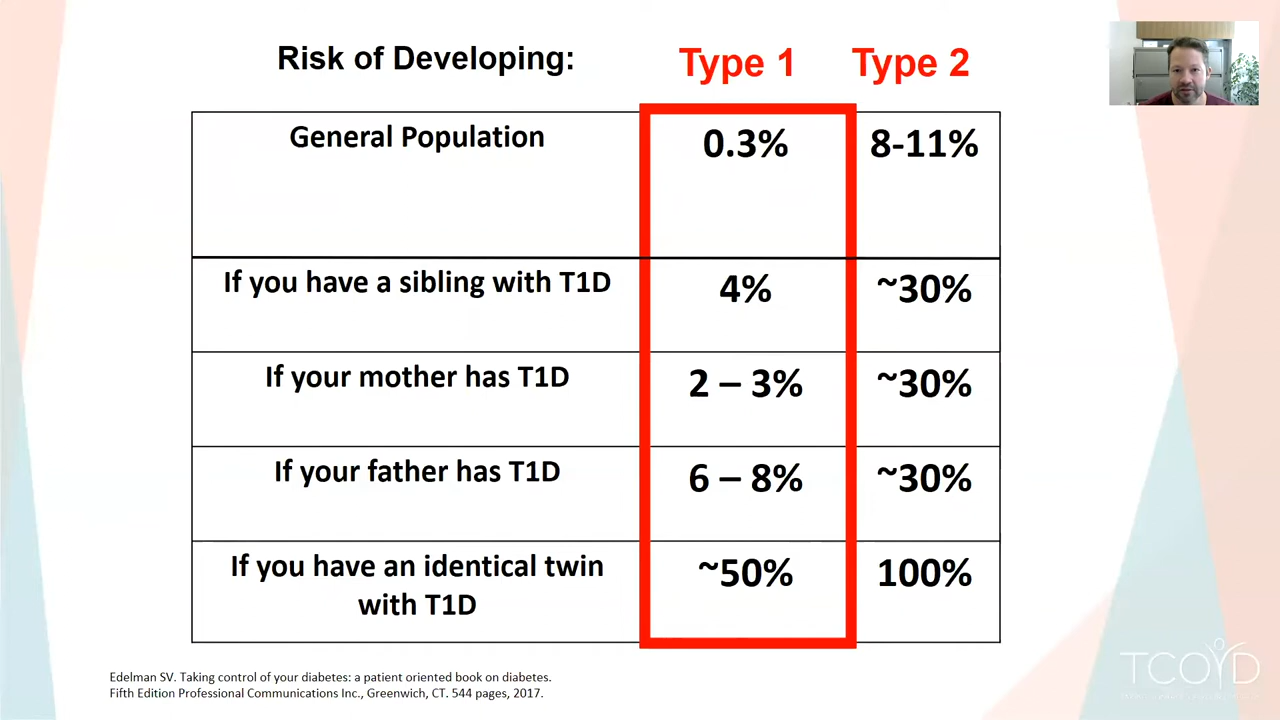 Risk of Developing: Type 1 Type 2
General Population 0.3% 8-11%
If you have a sibling with T1D 4% ~30%
If your mother has T1D 2 – 3% ~30%
If your father has T1D 6 – 8% ~30%
If you have an identical twin
with T1D ~50% 100%
Edelman SV. Taking control of your diabetes: a patient oriented book on diabetes.
Fifth Edition Professional Communications Inc., Greenwich, CT. 544 pages, 2017.
TCOYD